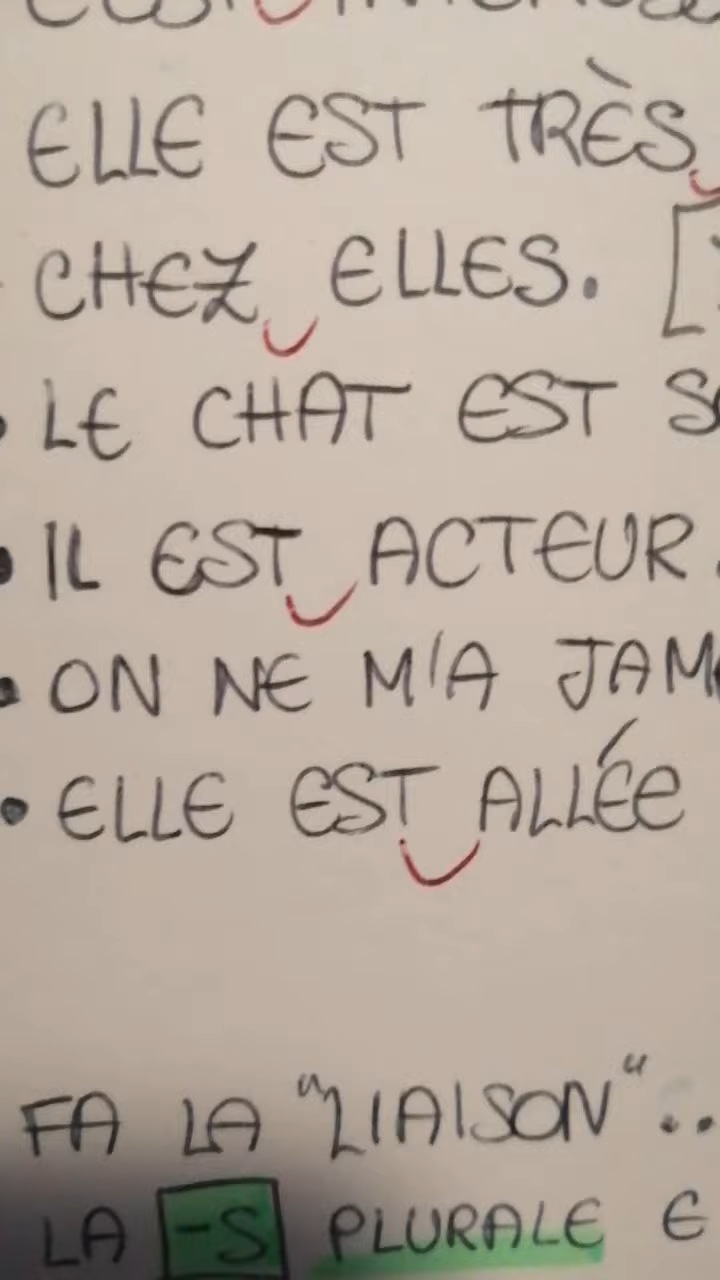 ELLE EST TRÈS
CHEZ ELLES. [
LE CHAT EST
IL EST ACTEUR.
ON NE M'A
ELLE EST ALLÉE
FA LA "LIAISON"..
LA -S PLURALE E